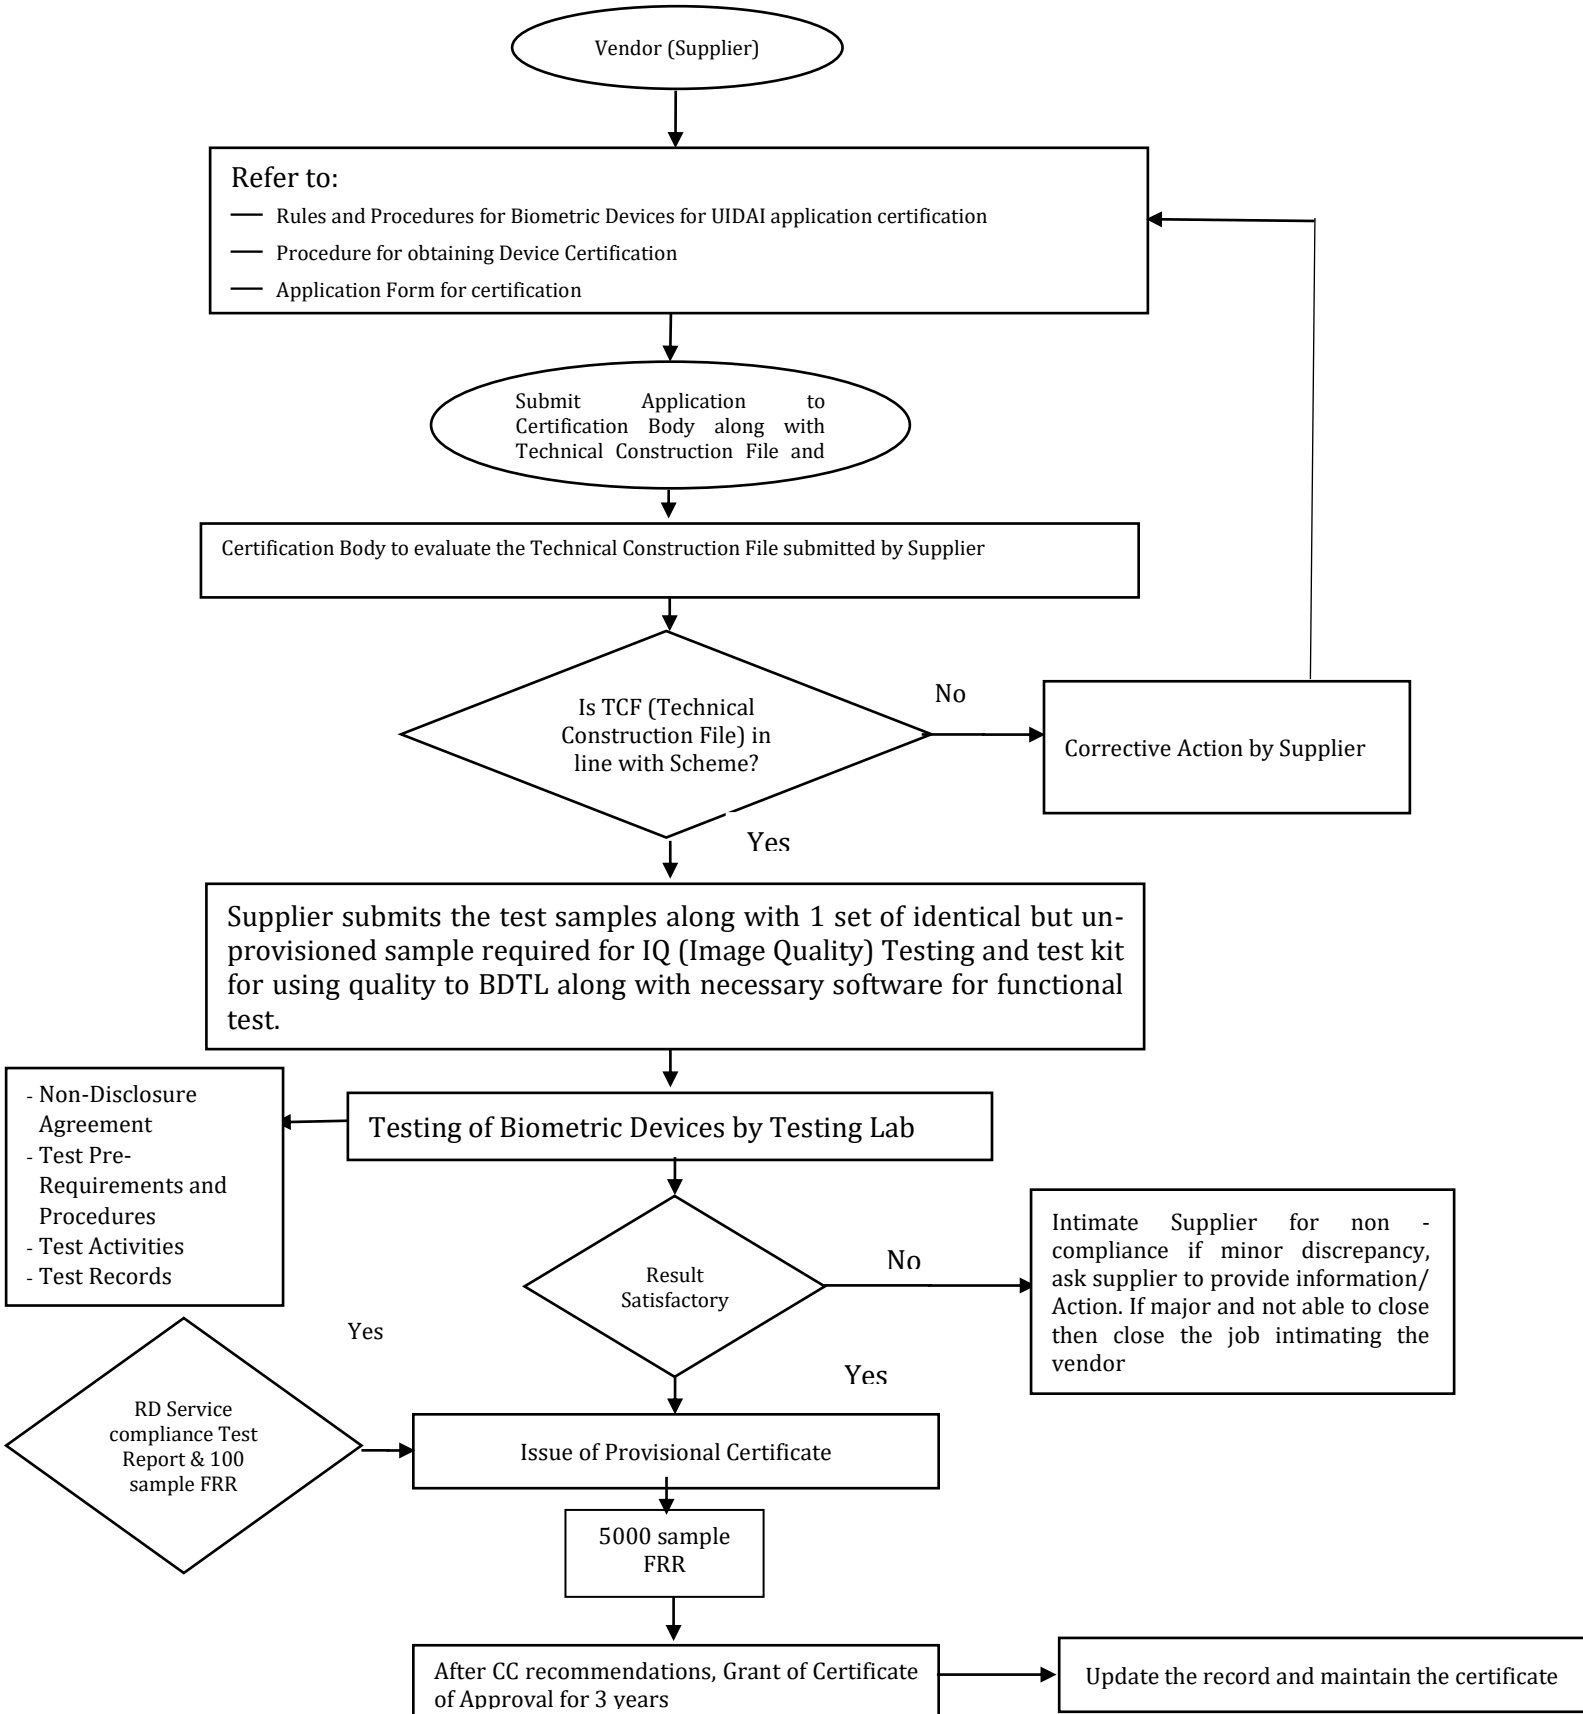 Vendor (Supplier)
Refer to:
— Rules and Procedures for Biometric Devices for UIDAI application certification
— Procedure for obtaining Device Certification
— Application Form for certification
Submit Application to
Certification Body along with
Technical Construction File and
Certification Body to evaluate the Technical Construction File submitted by Supplier
Is TCF (Technical
Construction File) in
line with Scheme?
No
Corrective Action by Supplier
Yes
Supplier submits the test samples along with 1 set of identical but un-
provisioned sample required for IQ (Image Quality) Testing and test kit
for using quality to BDTL along with necessary software for functional
test.
- Non-Disclosure
Agreement
- Test Pre-
Requirements and
Procedures
- Test Activities
- Test Records
Testing of Biometric Devices by Testing Lab
Result
Satisfactory
No
Intimate Supplier for non -
compliance if minor discrepancy,
ask supplier to provide information/
Action. If major and not able to close
then close the job intimating the
vendor
Yes
Yes
RD Service
compliance Test
Report & 100
sample FRR
Issue of Provisional Certificate
5000 sample
FRR
After CC recommendations, Grant of Certificate
of Approval for 3 years
Update the record and maintain the certificate